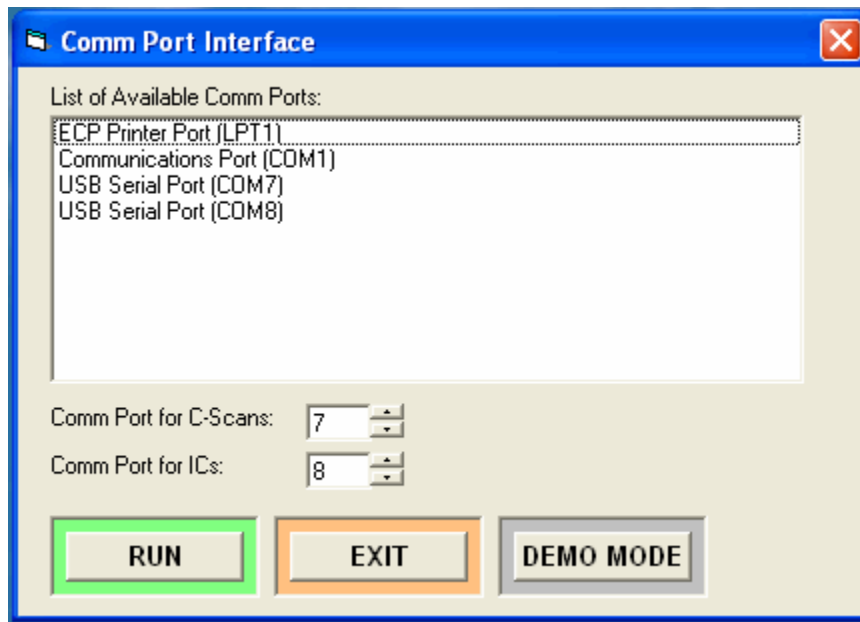 Comm Port Interface
List of Available Comm Ports:
ECP Printer Port (LPT1)
Communications Port (COM1)
USB Serial Port (COM7)
USB Serial Port (COM8)
Comm Port for C-Scans: 7
Comm Port for ICs: 8
RUN EXIT DEMO MODE